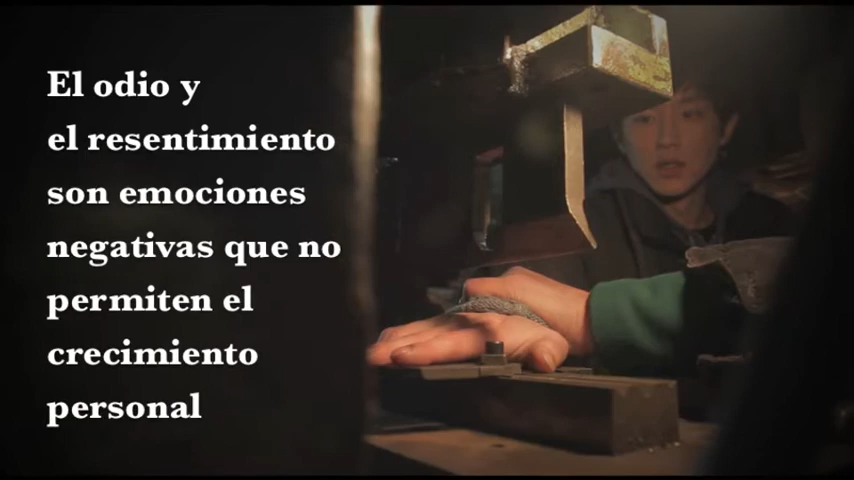 El odio y
el resentimiento
son emociones
negativas que no
permiten el
crecimiento
personal